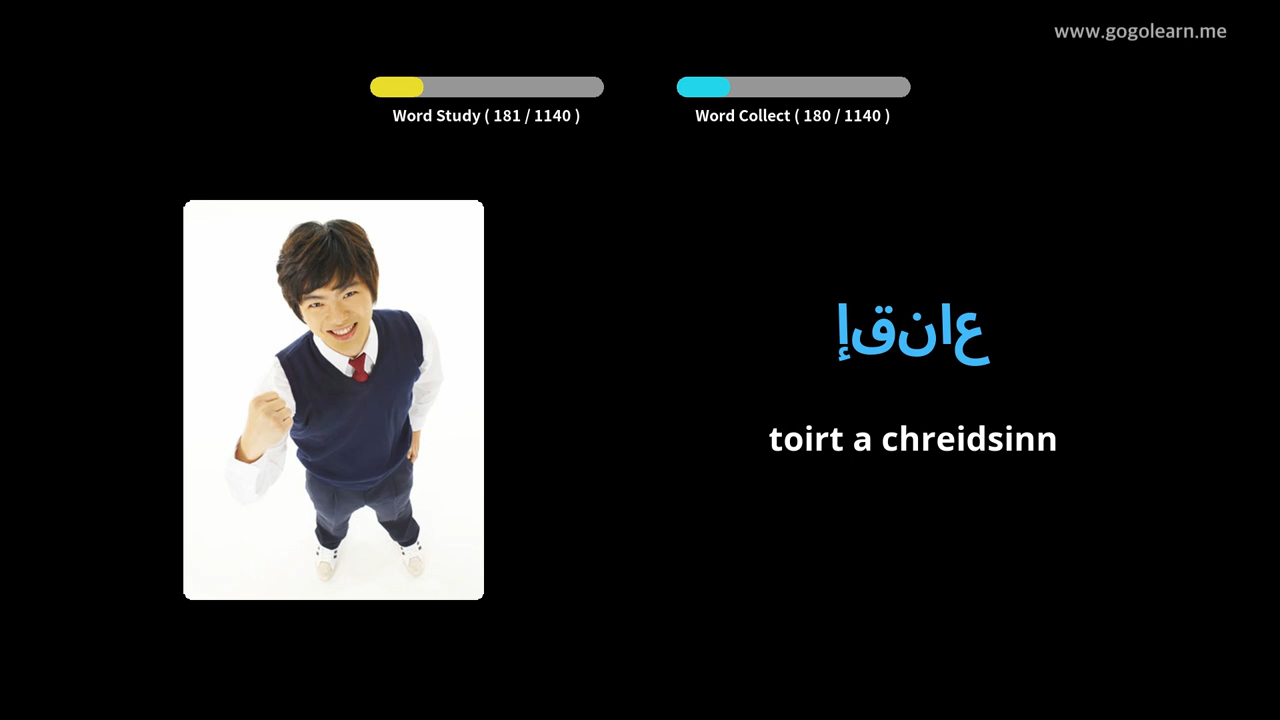 www.gogolearn.me
Word Study ( 181 / 1140 )
Word Collect ( 180 / 1140 )
إقناع
toirt a chreidsinn